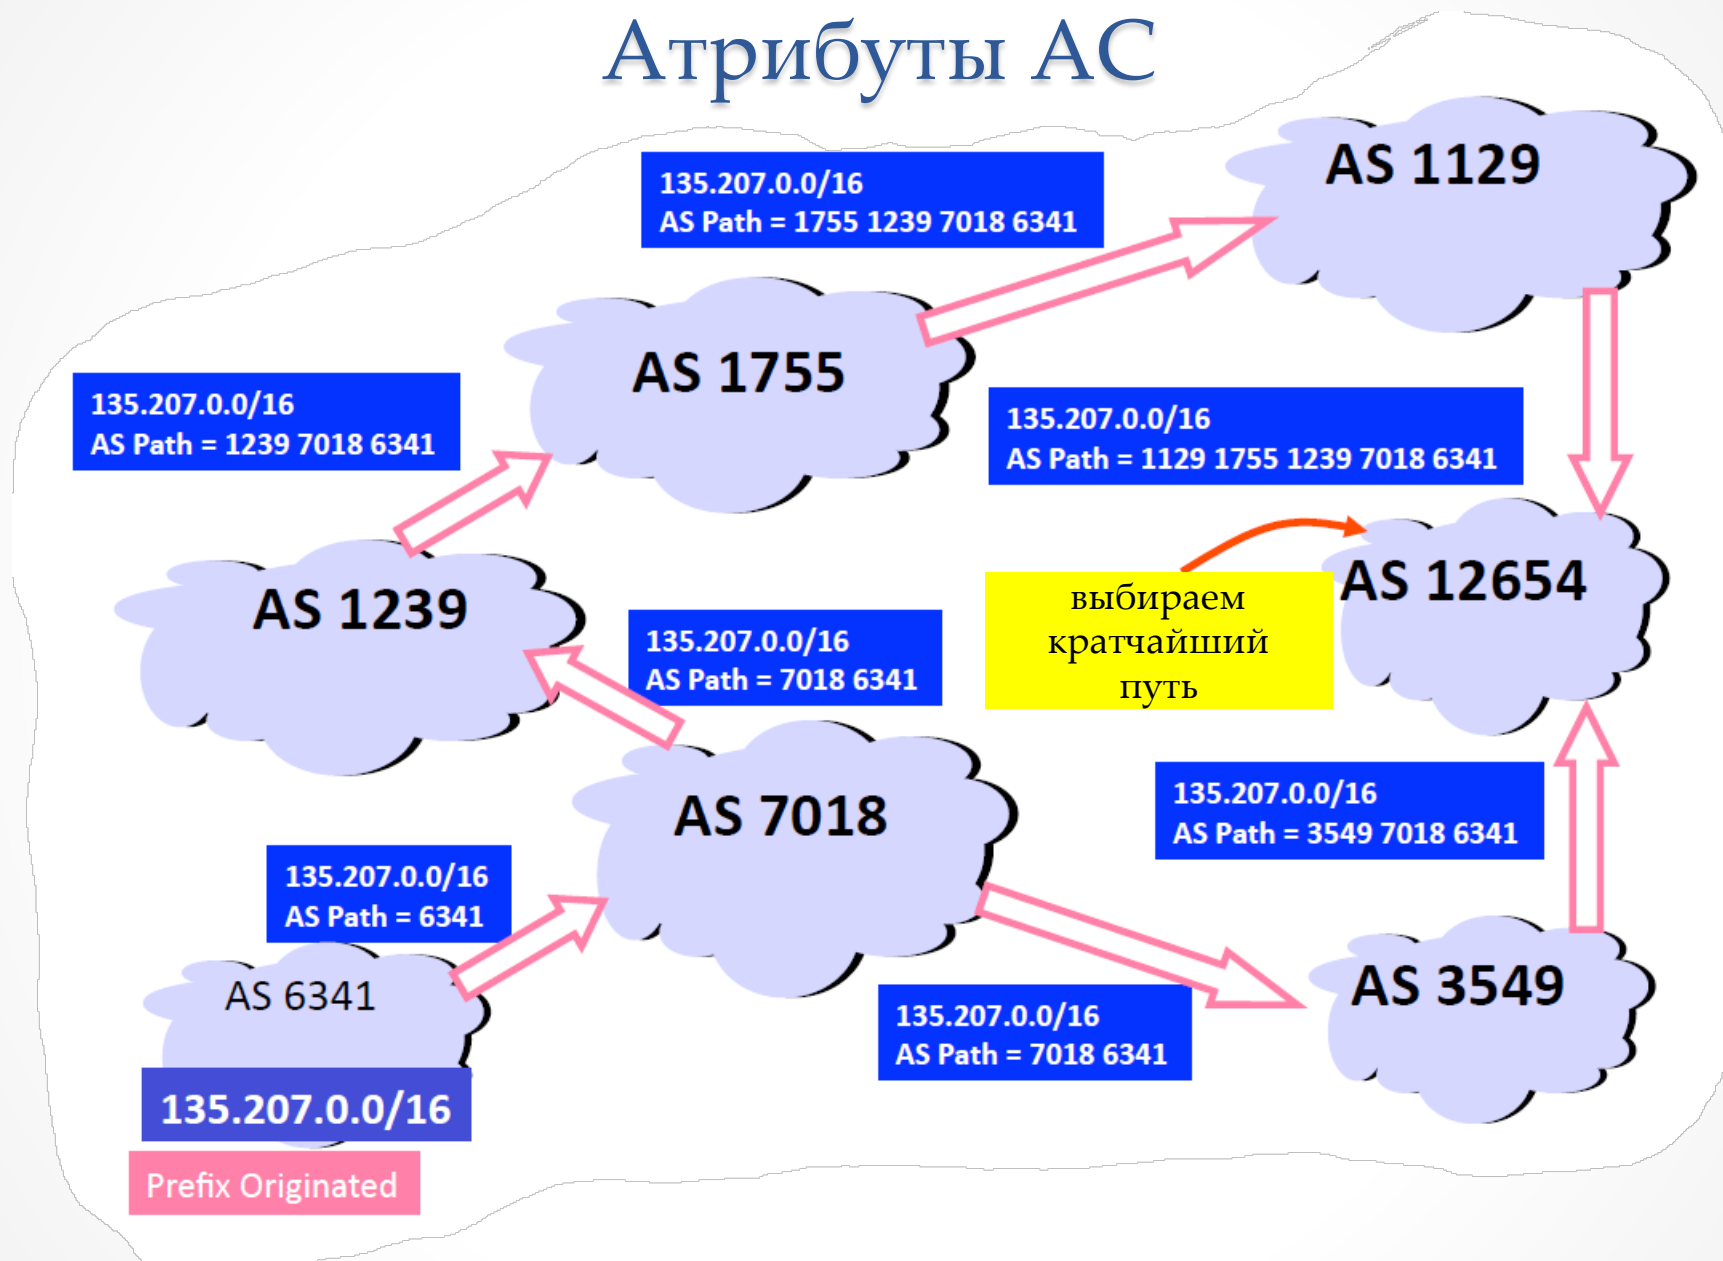 Атрибуты АС
AS 1129
135.207.0.0/16
AS Path = 1755 1239 7018 6341
AS 1755
135.207.0.0/16
AS Path = 1239 7018 6341
135.207.0.0/16
AS Path = 1129 1755 1239 7018 6341
AS 1239
135.207.0.0/16
AS Path = 7018 6341
выбираем
кратчайший
путь
AS 12654
AS 7018
135.207.0.0/16
AS Path = 3549 7018 6341
135.207.0.0/16
AS Path = 6341
AS 6341
135.207.0.0/16
Prefix Originated
135.207.0.0/16
AS Path = 7018 6341
AS 3549